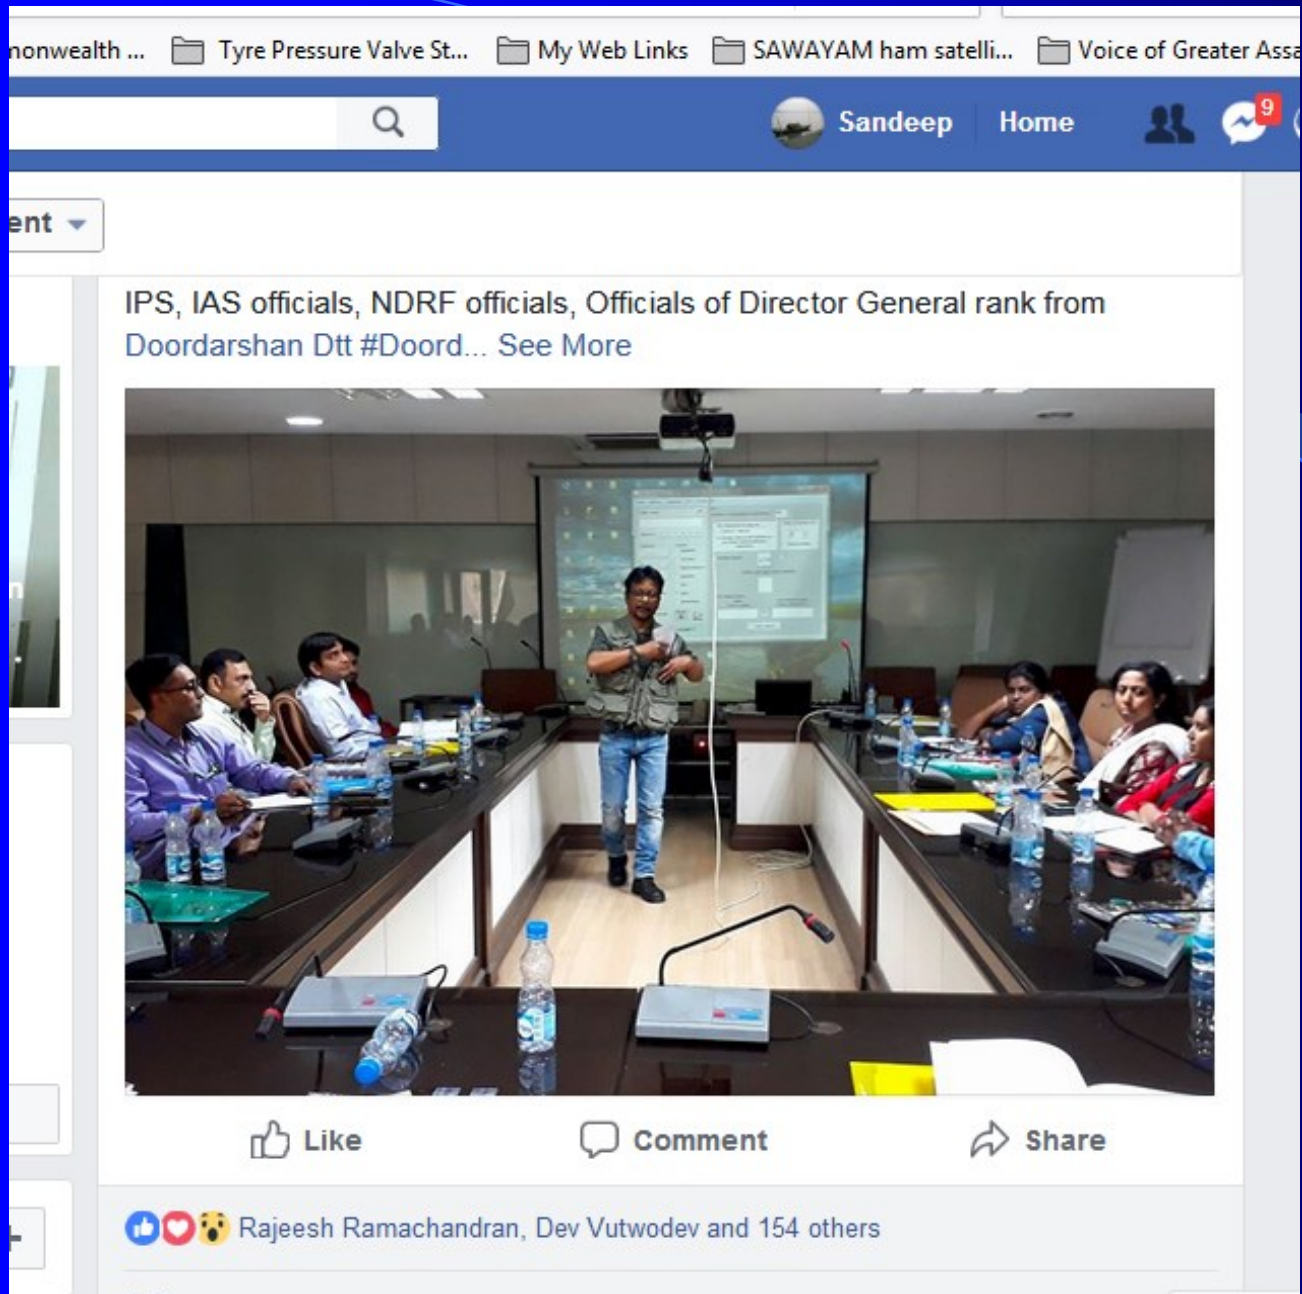 monwealth ... Tyre Pressure Valve St... My Web Links SAWAYAM ham satelli... Voice of Greater Assa
Sandeep Home 9
ent
IPS, IAS officials, NDRF officials, Officials of Director General rank from
Doordarshan Dtt #Doord... See More
Like Comment Share
Rajeesh Ramachandran, Dev Vutwodev and 154 others